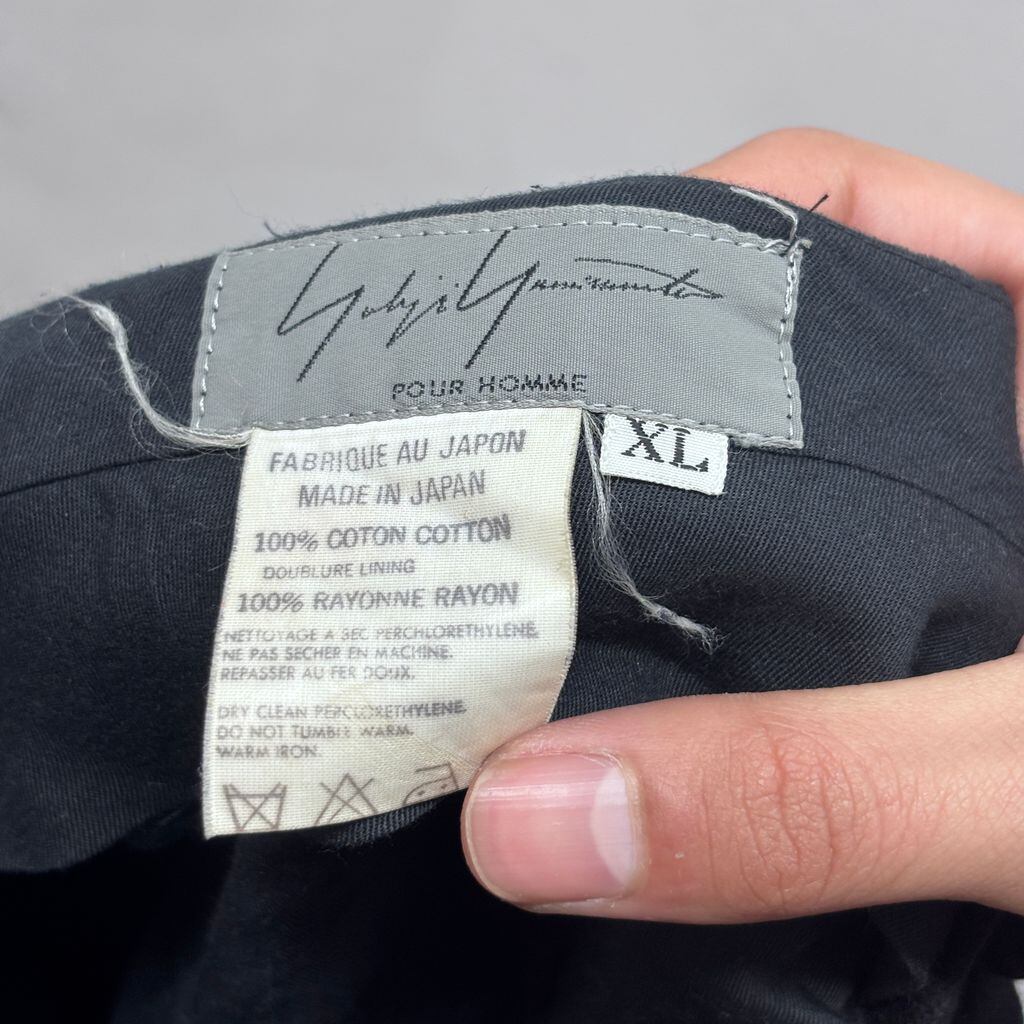 Yohji Yamamoto
POUR HOMME
XL
FABRIQUE AU JAPON
MADE IN JAPAN
100% COTON COTTON
DOUBLURE LINING
100% RAYONNE RAYON
NETTOYAGE A SEC PERCHLORETHYLENE.
NE PAS SECHER EN MACHINE.
REPASSER AU FER DOUX.
DRY CLEAN PERCLORETHYLENE.
DO NOT TUMBLE WARM.
WARM IRON.